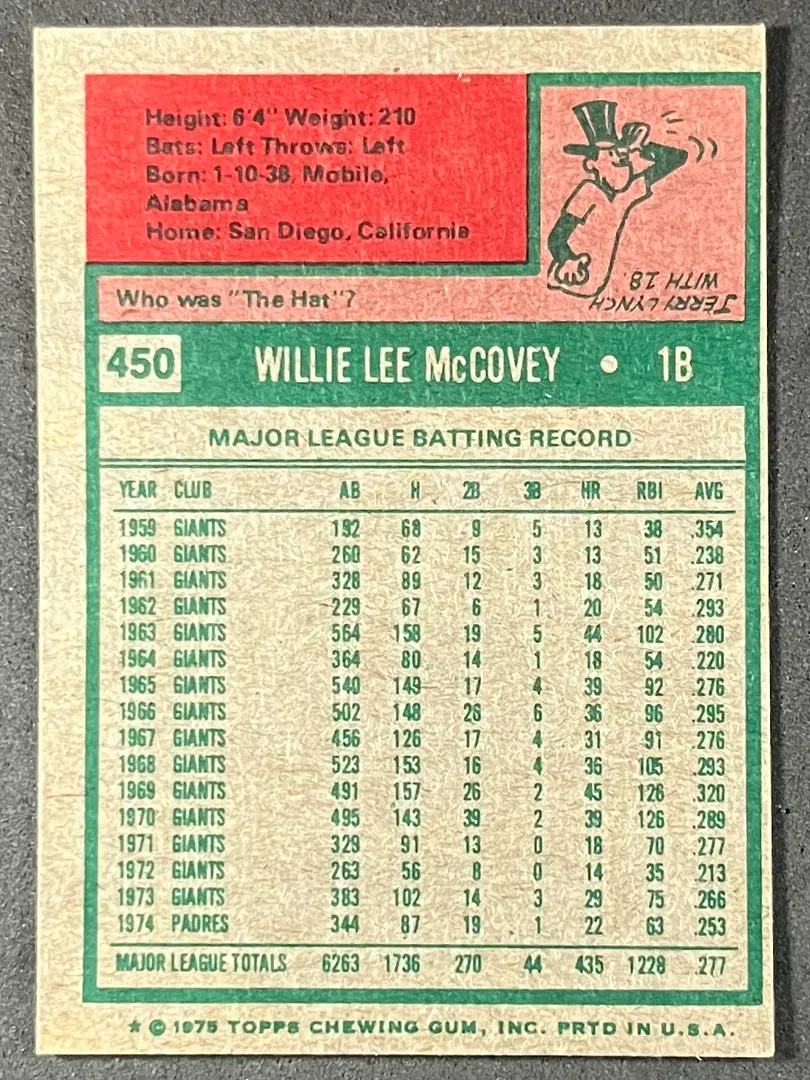 Height: 6'4" Weight: 210
Bats: Left Throws: Left
Born: 1-10-38, Mobile,
Alabama
Home: San Diego, California
JERRY LYNCH
WITH 18.
Who was "The Hat"?
450 WILLIE LEE McCOVEY • 1B
MAJOR LEAGUE BATTING RECORD
YEAR CLUB AB H 2B 3B HR RBI AVG
1959 GIANTS 192 68 9 5 13 38 .354
1960 GIANTS 260 62 15 3 13 51 .238
1961 GIANTS 328 89 12 3 18 50 .271
1962 GIANTS 229 67 6 1 20 54 .293
1963 GIANTS 564 158 19 5 44 102 .280
1964 GIANTS 364 80 14 1 18 54 .220
1965 GIANTS 540 149 17 4 39 92 .276
1966 GIANTS 502 148 26 6 36 96 .295
1967 GIANTS 456 126 17 4 31 91 .276
1968 GIANTS 523 153 16 4 36 105 .293
1969 GIANTS 491 157 26 2 45 126 .320
1970 GIANTS 495 143 39 2 39 126 .289
1971 GIANTS 329 91 13 0 18 70 .277
1972 GIANTS 263 56 8 0 14 35 .213
1973 GIANTS 383 102 14 3 29 75 .266
1974 PADRES 344 87 19 1 22 63 .253
MAJOR LEAGUE TOTALS 6263 1736 270 44 435 1228 .277
★ © 1975 TOPPS CHEWING GUM, INC. PRTD IN U.S.A.